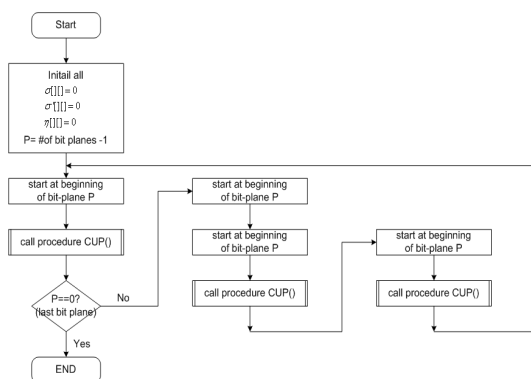 Start
Initail all
σ[][]= 0
σ'[][]= 0
η[][]= 0
P= #of bit planes -1
start at beginning
of bit-plane P
call procedure CUP()
P==0?
(last bit plane)
No
Yes
END
start at beginning
of bit-plane P
start at beginning
of bit-plane P
call procedure CUP()
start at beginning
of bit-plane P
call procedure CUP()